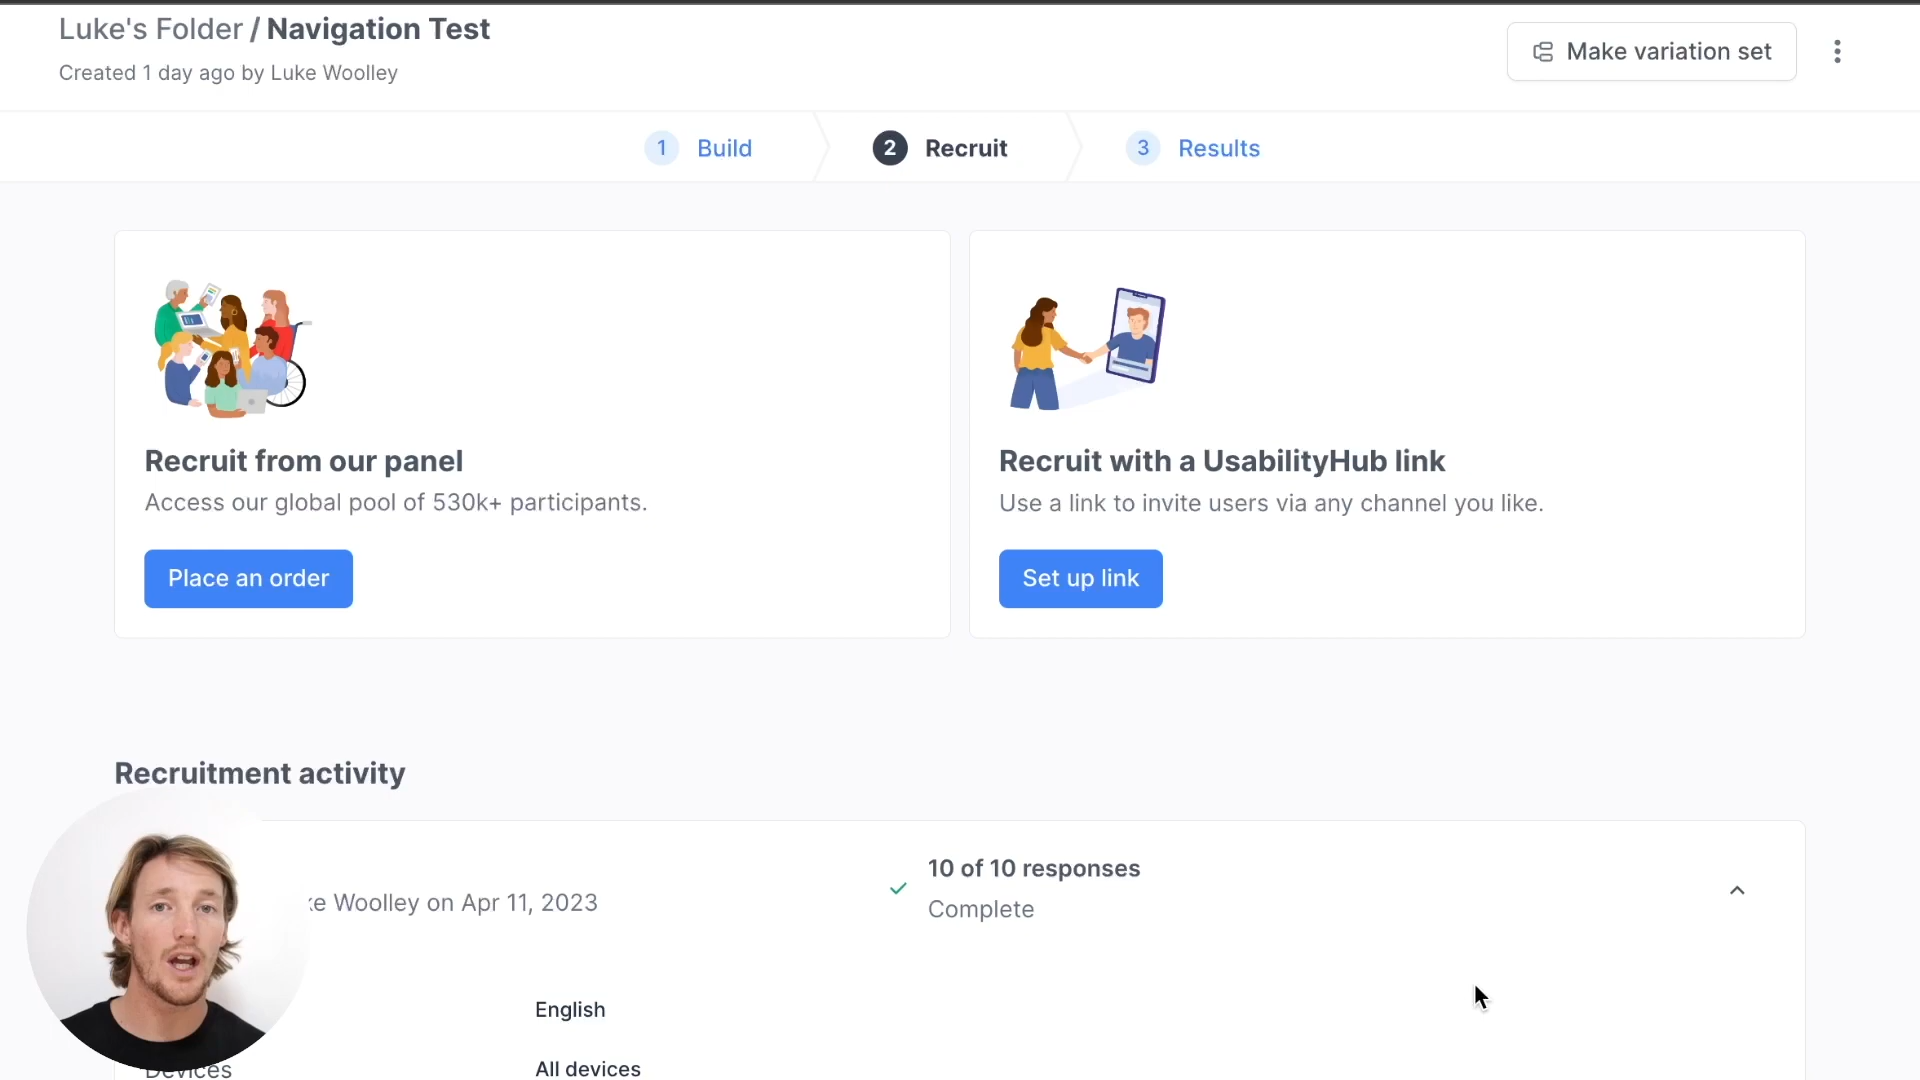 Luke's Folder / Navigation Test
Created 1 day ago by Luke Woolley
Make variation set
1 Build
2 Recruit
3 Results
Recruit from our panel
Access our global pool of 530k+ participants.
Place an order
Recruit with a UsabilityHub link
Use a link to invite users via any channel you like.
Set up link
Recruitment activity
10 of 10 responses
Woolley on Apr 11, 2023
Complete
English
Devices
All devices